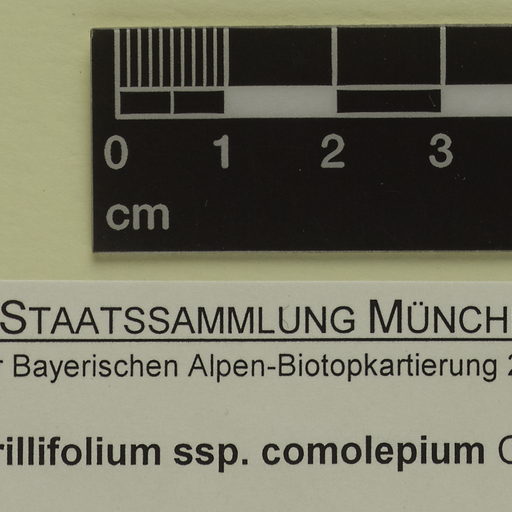 0 1 2 3
cm
STAATSSAMMLUNG MÜNCH
r Bayerischen Alpen-Biotopkartierung 2
rillifolium ssp. comolepium C